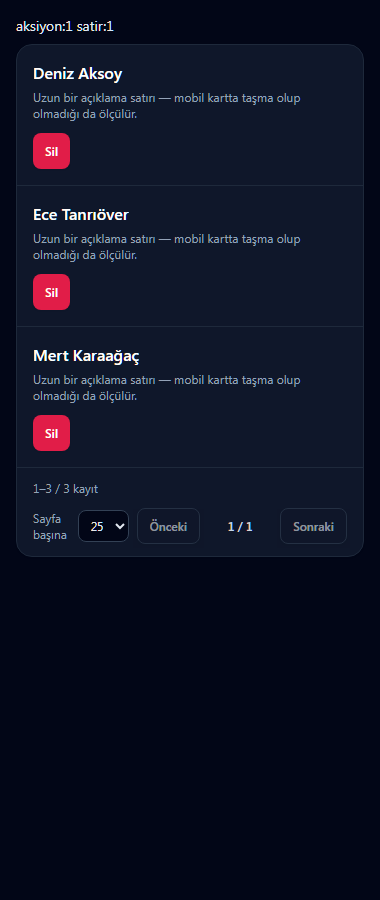 aksiyon:1 satir:1
Deniz Aksoy
Uzun bir açıklama satırı — mobil kartta taşma olup
olmadığı da ölçülür.
Sil
Ece Tanrıöver
Uzun bir açıklama satırı — mobil kartta taşma olup
olmadığı da ölçülür.
Sil
Mert Karaağaç
Uzun bir açıklama satırı — mobil kartta taşma olup
olmadığı da ölçülür.
Sil
1–3 / 3 kayıt
Sayfa
başına
25
Önceki
1 / 1
Sonraki